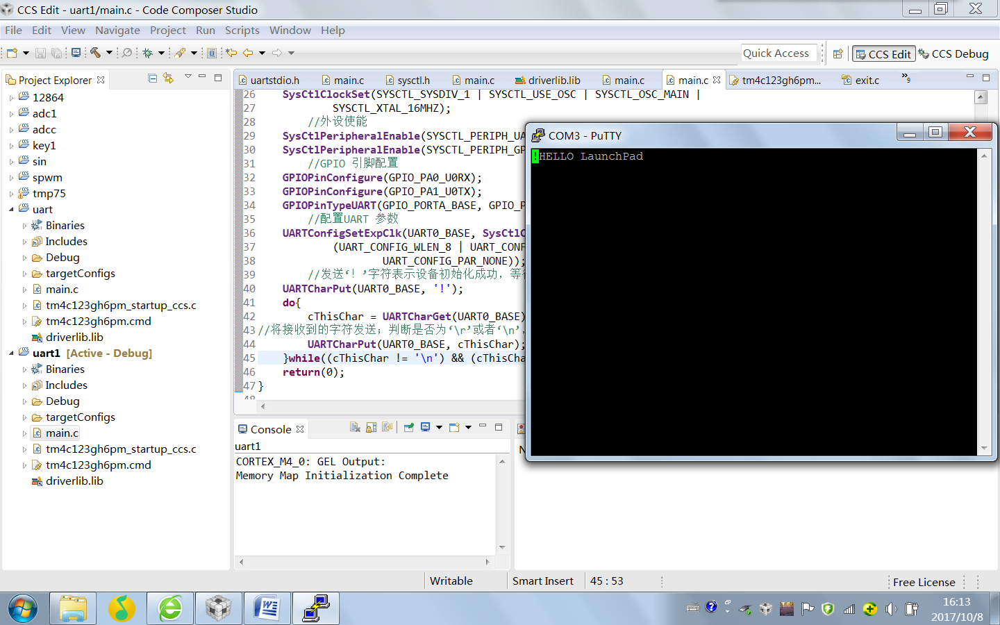 CCS Edit - uart1/main.c - Code Composer Studio
File Edit View Navigate Project Run Scripts Window Help
Quick Access
CCS Edit
CCS Debug
Project Explorer
12864
adc1
adcc
key1
sin
spwm
tmp75
uart
Binaries
Includes
Debug
targetConfigs
main.c
tm4c123gh6pm_startup_ccs.c
tm4c123gh6pm.cmd
driverlib.lib
uart1 [Active - Debug]
Binaries
Includes
Debug
targetConfigs
main.c
tm4c123gh6pm_startup_ccs.c
tm4c123gh6pm.cmd
driverlib.lib
uartstdio.h main.c sysctl.h main.c driverlib.lib main.c main.c tm4c123gh6pm... exit.c »9
26 SysCtlClockSet(SYSCTL_SYSDIV_1 | SYSCTL_USE_OSC | SYSCTL_OSC_MAIN |
27 SYSCTL_XTAL_16MHZ);
28 //外设使能
29 SysCtlPeripheralEnable(SYSCTL_PERIPH_UA
30 SysCtlPeripheralEnable(SYSCTL_PERIPH_GP
31 //GPIO 引脚配置
32 GPIOPinConfigure(GPIO_PA0_U0RX);
33 GPIOPinConfigure(GPIO_PA1_U0TX);
34 GPIOPinTypeUART(GPIO_PORTA_BASE, GPIO_P
35 //配置UART 参数
36 UARTConfigSetExpClk(UART0_BASE, SysCtlC
37 (UART_CONFIG_WLEN_8 | UART_CONF
38 UART_CONFIG_PAR_NONE));
39 //发送‘! ’字符表示设备初始化成功，等
40 UARTCharPut(UART0_BASE, '!');
41 do{
42 cThisChar = UARTCharGet(UART0_BASE)
43 //将接收到的字符发送；判断是否为‘\r’或者‘\n’，
44 UARTCharPut(UART0_BASE, cThisChar);
45 }while((cThisChar != '\n') && (cThisCha
46 return(0);
47 }
48
COM3 - PuTTY
!HELLO LaunchPad
Console
uart1
CORTEX_M4_0: GEL Output:
Memory Map Initialization Complete
Writable
Smart Insert
45 : 53
Free License
16:13
2017/10/8